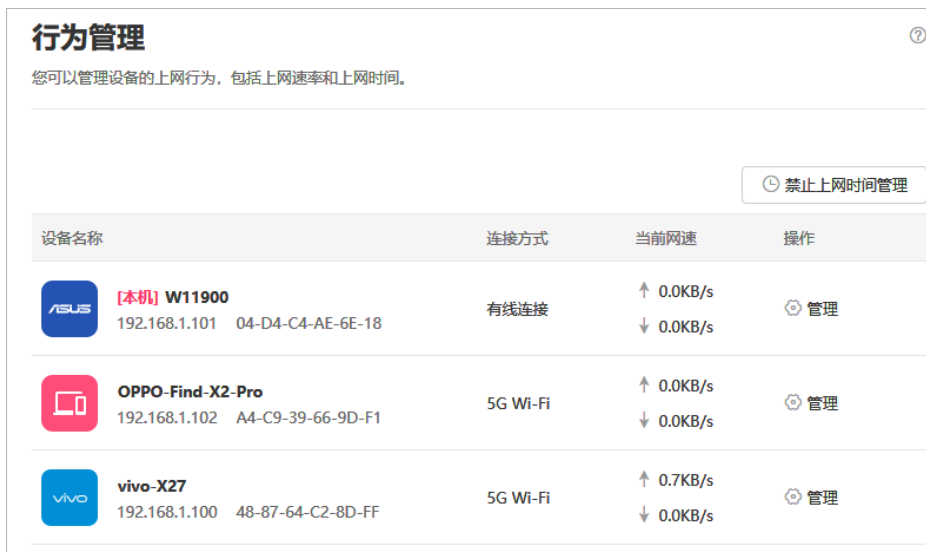 行为管理
您可以管理设备的上网行为，包括上网速率和上网时间。
禁止上网时间管理
设备名称 连接方式 当前网速 操作
ASUS [本机] W11900 有线连接 0.0KB/s 管理
192.168.1.101 04-D4-C4-AE-6E-18 0.0KB/s
OPPO-Find-X2-Pro 5G Wi-Fi 0.0KB/s 管理
192.168.1.102 A4-C9-39-66-9D-F1 0.0KB/s
vivo vivo-X27 5G Wi-Fi 0.7KB/s 管理
192.168.1.100 48-87-64-C2-8D-FF 0.0KB/s